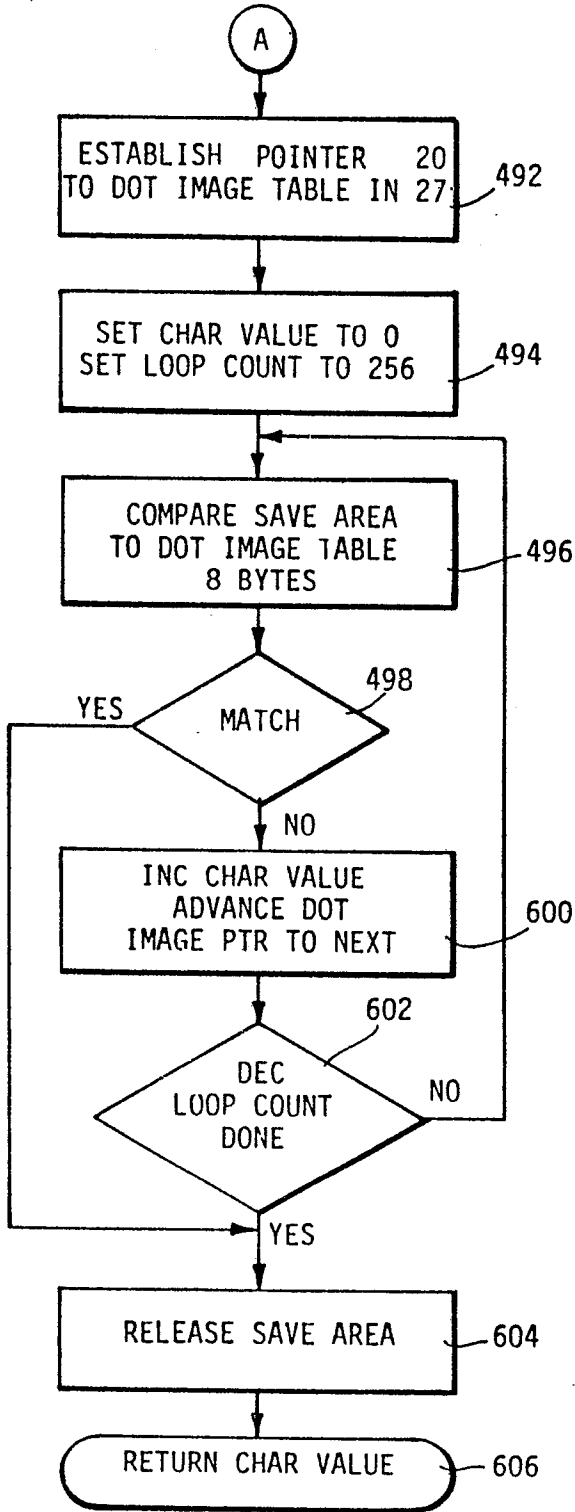 A
ESTABLISH POINTER 20
TO DOT IMAGE TABLE IN 27
492
SET CHAR VALUE TO 0
SET LOOP COUNT TO 256
494
COMPARE SAVE AREA
TO DOT IMAGE TABLE
8 BYTES
496
498
YES
MATCH
NO
INC CHAR VALUE
ADVANCE DOT
IMAGE PTR TO NEXT
600
602
DEC
LOOP COUNT
DONE
NO
YES
RELEASE SAVE AREA
604
RETURN CHAR VALUE
606